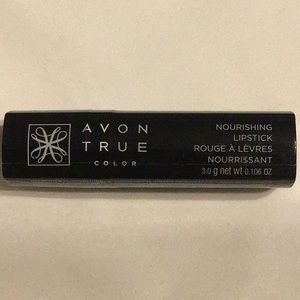 AVON
TRUE
COLOR
NOURISHING
LIPSTICK
ROUGE À LÈVRES
NOURRISSANT
3.0 g net wt 0.106 OZ